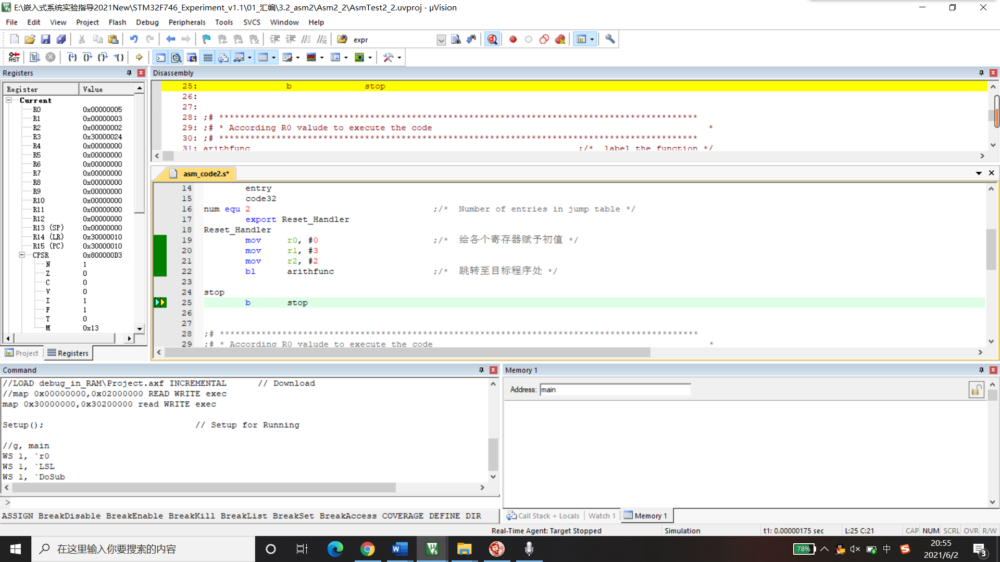 E:\嵌入式系统实验指导2021New\STM32F746_Experiment_v1.1\01_汇编\3.2_asm2\Asm2_2\AsmTest2_2.uvproj - µVision
File Edit View Project Flash Debug Peripherals Tools SVCS Window Help
expr
RST
Registers
Register Value
Current
R0 0x00000005
R1 0x00000003
R2 0x00000002
R3 0x30000024
R4 0x00000000
R5 0x00000000
R6 0x00000000
R7 0x00000000
R8 0x00000000
R9 0x00000000
R10 0x00000000
R11 0x00000000
R12 0x00000000
R13 (SP) 0x00000000
R14 (LR) 0x30000010
R15 (PC) 0x30000010
CPSR 0x800000D3
N 1
Z 0
C 0
V 0
I 1
F 1
T 0
M 0x13
Project Registers
Disassembly
25: b stop
26:
27:
28: ;# ********************************************************************************************
29: ;# * According R0 valude to execute the code *
30: ;# ********************************************************************************************
31: arithfunc ;/* label the function */
asm_code2.s*
14 entry
15 code32
16 num equ 2 ;/* Number of entries in jump table */
17 export Reset_Handler
18 Reset_Handler
19 mov r0, #0 ;/* 给各个寄存器赋予初值 */
20 mov r1, #3
21 mov r2, #2
22 bl arithfunc ;/* 跳转至目标程序处 */
23
24 stop
25 b stop
26
27
28 ;# ********************************************************************************************
29 ;# * According R0 valude to execute the code *
Command
//LOAD debug_in_RAM\Project.axf INCREMENTAL // Download
//map 0x00000000,0x02000000 READ WRITE exec
map 0x30000000,0x30200000 read WRITE exec
Setup(); // Setup for Running
//g, main
WS 1, `r0
WS 1, `LSL
WS 1, `DoSub
>
ASSIGN BreakDisable BreakEnable BreakKill BreakList BreakSet BreakAccess COVERAGE DEFINE DIR
Memory 1
Address: main
Call Stack + Locals Watch 1 Memory 1
Real-Time Agent: Target Stopped Simulation t1: 0.00000175 sec L:25 C:21 CAP NUM SCRL OVR R/W
在这里输入你要搜索的内容
78% 中 20:55
2021/6/2
3